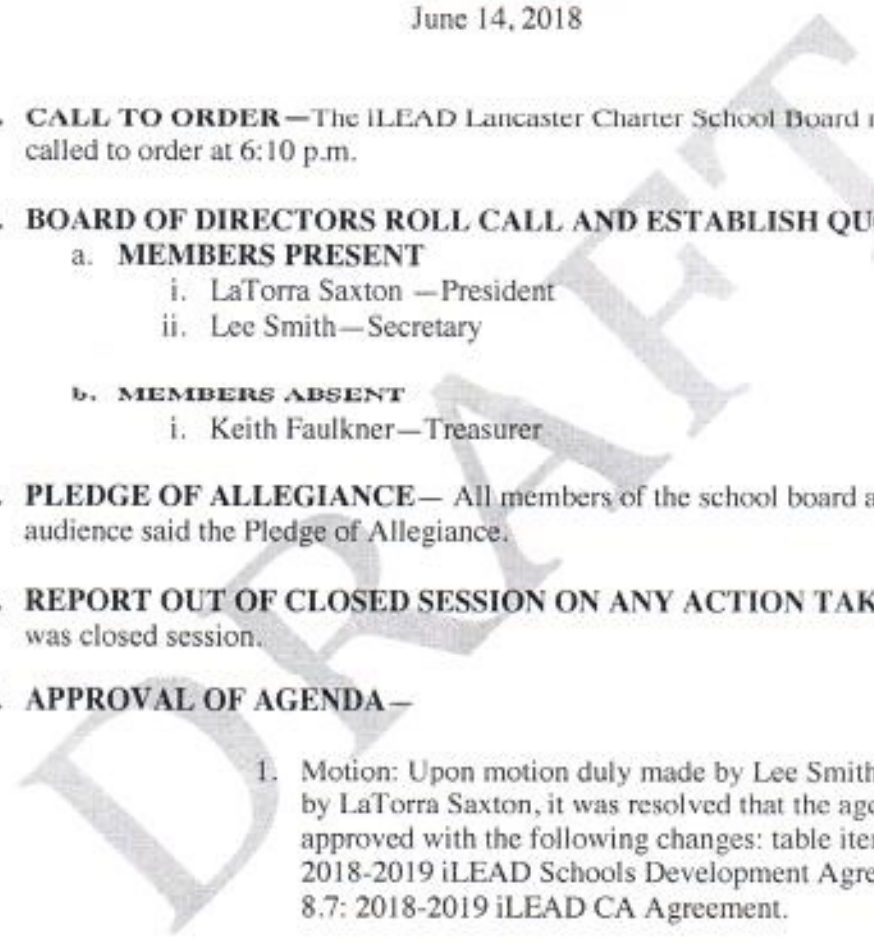 June 14, 2018
CALL TO ORDER—The iLEAD Lancaster Charter School Board
called to order at 6:10 p.m.
BOARD OF DIRECTORS ROLL CALL AND ESTABLISH QU
a. MEMBERS PRESENT
i. LaTorra Saxton —President
ii. Lee Smith—Secretary
b. MEMBERS ABSENT
i. Keith Faulkner—Treasurer
PLEDGE OF ALLEGIANCE— All members of the school board a
audience said the Pledge of Allegiance.
REPORT OUT OF CLOSED SESSION ON ANY ACTION TAK
was closed session.
APPROVAL OF AGENDA—
1. Motion: Upon motion duly made by Lee Smith
by LaTorra Saxton, it was resolved that the age
approved with the following changes: table ite
2018-2019 iLEAD Schools Development Agre
8.7: 2018-2019 iLEAD CA Agreement.
DRAFT